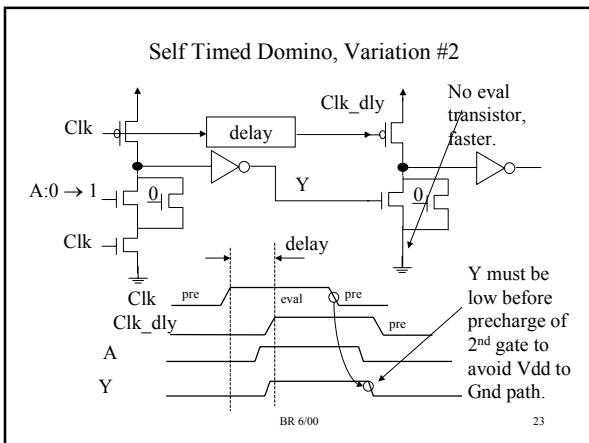 Self Timed Domino, Variation #2
Clk_dly
No eval
transistor,
faster.
Clk
delay
A:0 → 1
0
Y
0
Clk
delay
Y must be
low before
precharge of
2nd gate to
avoid Vdd to
Gnd path.
Clk
pre
eval
pre
Clk_dly
pre
A
Y
BR 6/00
23